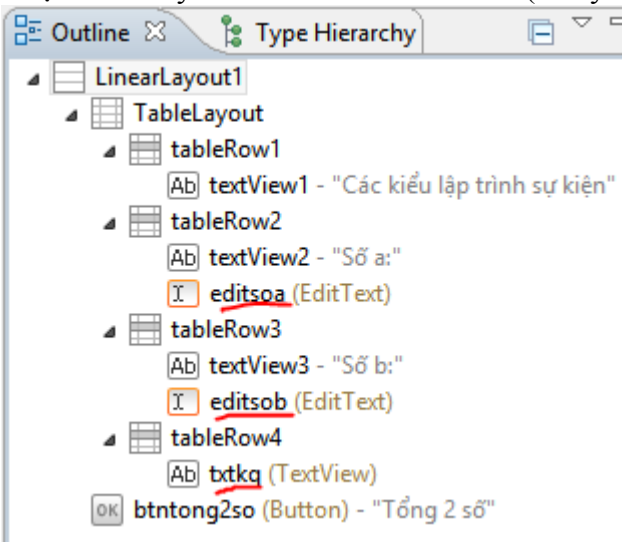 Outline Type Hierarchy
LinearLayout1
TableLayout
tableRow1
Ab textView1 - "Các kiểu lập trình sự kiện"
tableRow2
Ab textView2 - "Số a:"
editsoa (EditText)
tableRow3
Ab textView3 - "Số b:"
editsob (EditText)
tableRow4
Ab txtkq (TextView)
OK btntong2so (Button) - "Tổng 2 số"